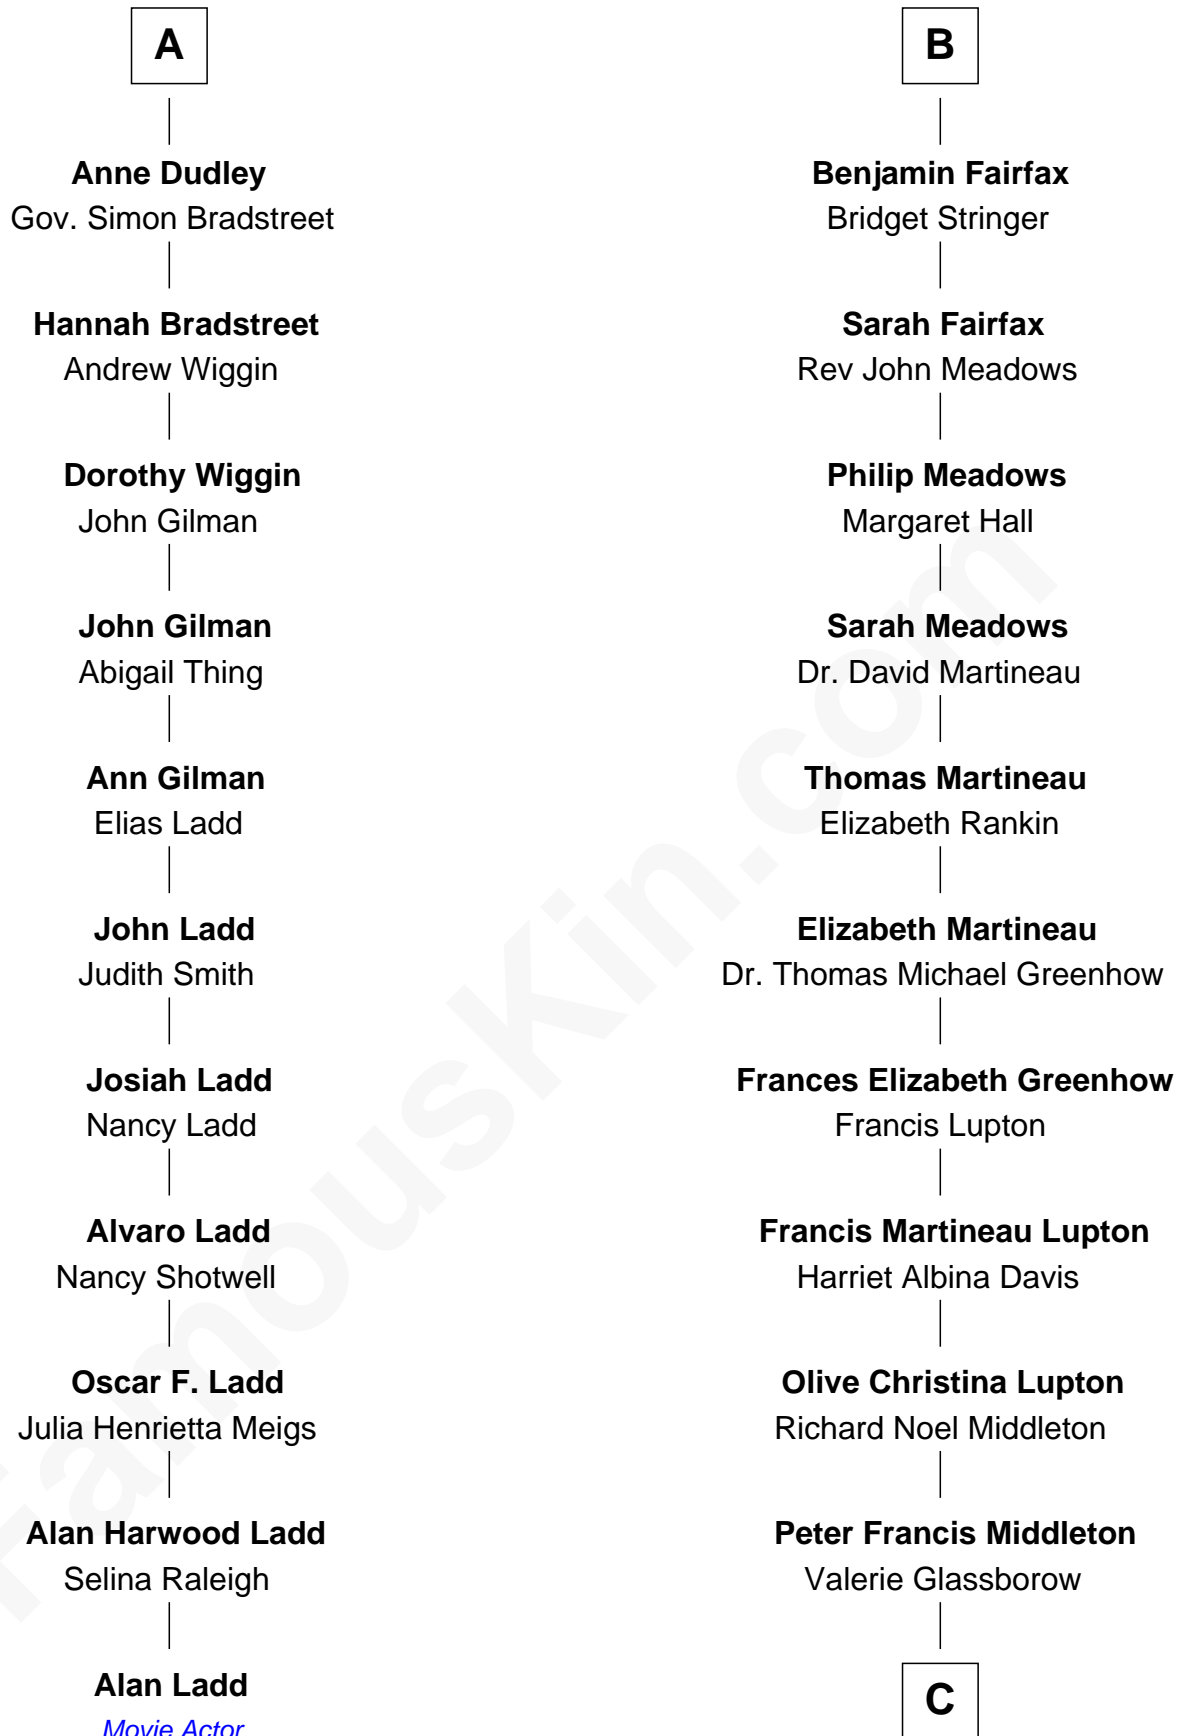 A
Anne Dudley
Gov. Simon Bradstreet
Hannah Bradstreet
Andrew Wiggin
Dorothy Wiggin
John Gilman
John Gilman
Abigail Thing
Ann Gilman
Elias Ladd
John Ladd
Judith Smith
Josiah Ladd
Nancy Ladd
Alvaro Ladd
Nancy Shotwell
Oscar F. Ladd
Julia Henrietta Meigs
Alan Harwood Ladd
Selina Raleigh
Alan Ladd
Movie Actor
B
Benjamin Fairfax
Bridget Stringer
Sarah Fairfax
Rev John Meadows
Philip Meadows
Margaret Hall
Sarah Meadows
Dr. David Martineau
Thomas Martineau
Elizabeth Rankin
Elizabeth Martineau
Dr. Thomas Michael Greenhow
Frances Elizabeth Greenhow
Francis Lupton
Francis Martineau Lupton
Harriet Albina Davis
Olive Christina Lupton
Richard Noel Middleton
Peter Francis Middleton
Valerie Glassborow
C
FamousKin.com